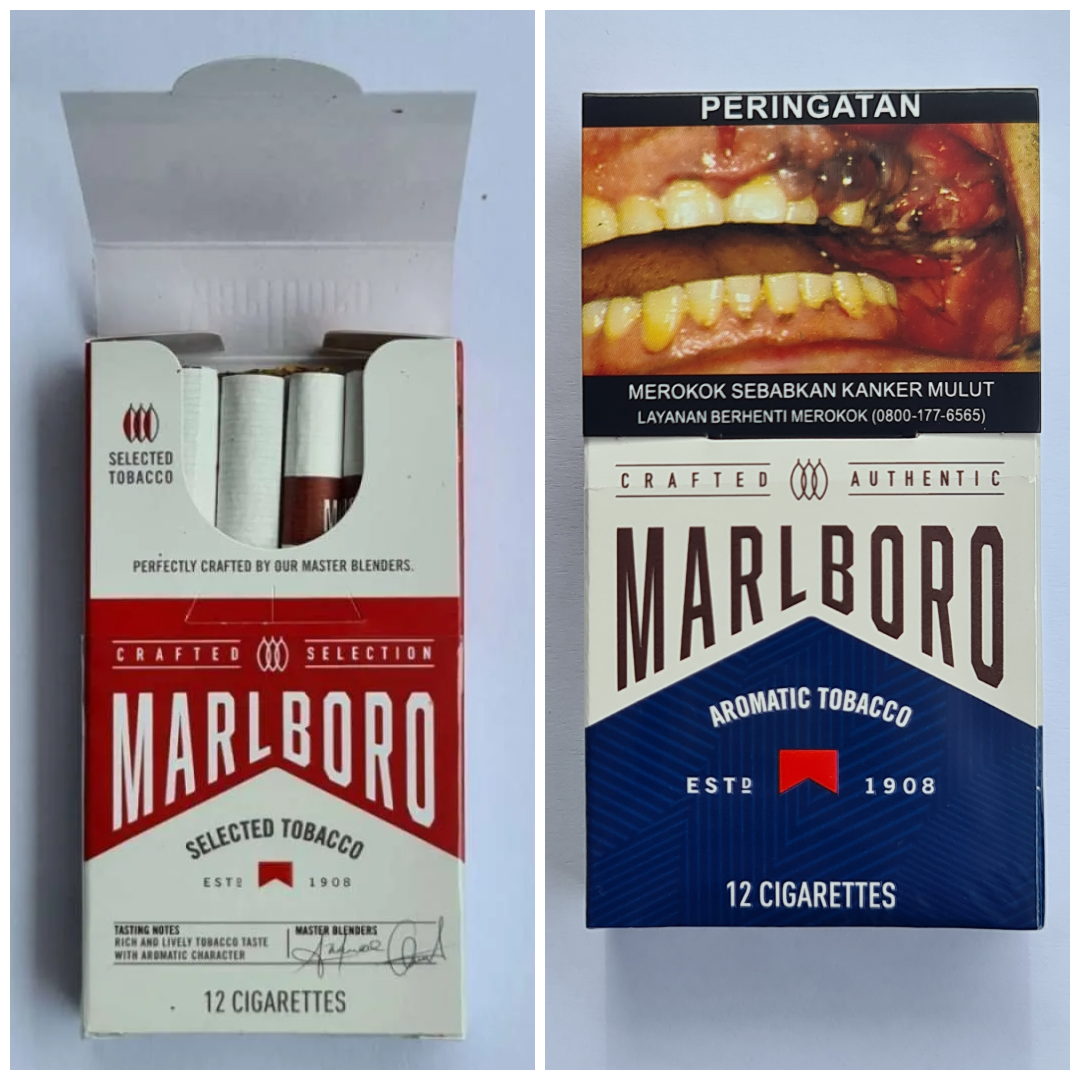 SELECTED
TOBACCO
PERFECTLY CRAFTED BY OUR MASTER BLENDERS.
CRAFTED SELECTION
MARLBORO
SELECTED TOBACCO
ESTD 1908
TASTING NOTES
RICH AND LIVELY TOBACCO TASTE
WITH AROMATIC CHARACTER
MASTER BLENDERS
12 CIGARETTES
PERINGATAN
MEROKOK SEBABKAN KANKER MULUT
LAYANAN BERHENTI MEROKOK (0800-177-6565)
CRAFTED AUTHENTIC
MARLBORO
AROMATIC TOBACCO
ESTD 1908
12 CIGARETTES